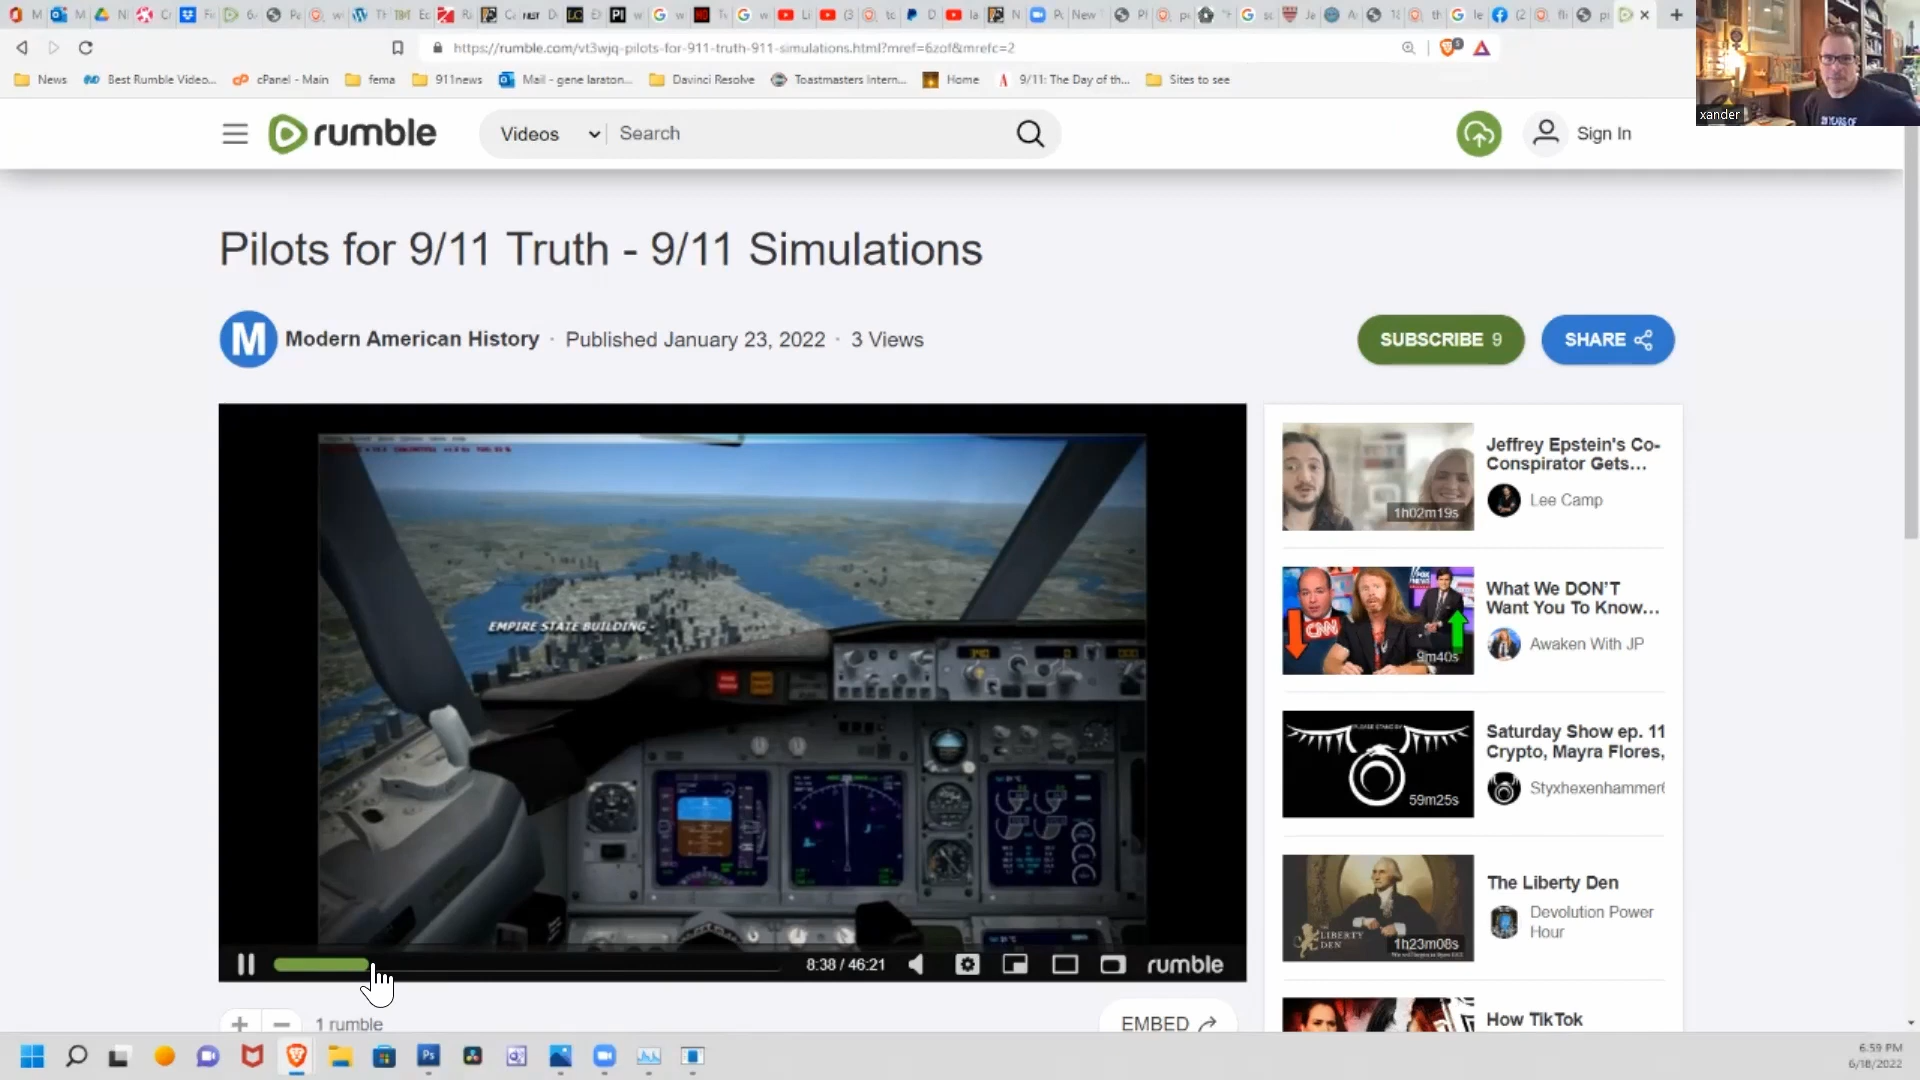 https://rumble.com/vt3wjq-pilots-for-911-truth-911-simulations.html?mref=6zof&mrefc=2
News
Best Rumble Video...
cPanel - Main
fema
911news
Mail - gene laraton...
Davinci Resolve
Toastmasters Intern...
Home
9/11: The Day of th...
Sites to see
xander
rumble
Videos
Search
Sign In
Pilots for 9/11 Truth - 9/11 Simulations
M
Modern American History · Published January 23, 2022 · 3 Views
SUBSCRIBE 9
SHARE
EMPIRE STATE BUILDING -
8:38 / 46:21
rumble
1 rumble
EMBED
Jeffrey Epstein's Co-
Conspirator Gets...
Lee Camp
1h02m19s
What We DON'T
Want You To Know...
Awaken With JP
CNN
9m40s
Saturday Show ep. 11
Crypto, Mayra Flores,
Styxhexenhammer
59m25s
The Liberty Den
Devolution Power
Hour
LIBERTY
DEN
1h23m08s
How TikTok
6:59 PM
6/18/2022